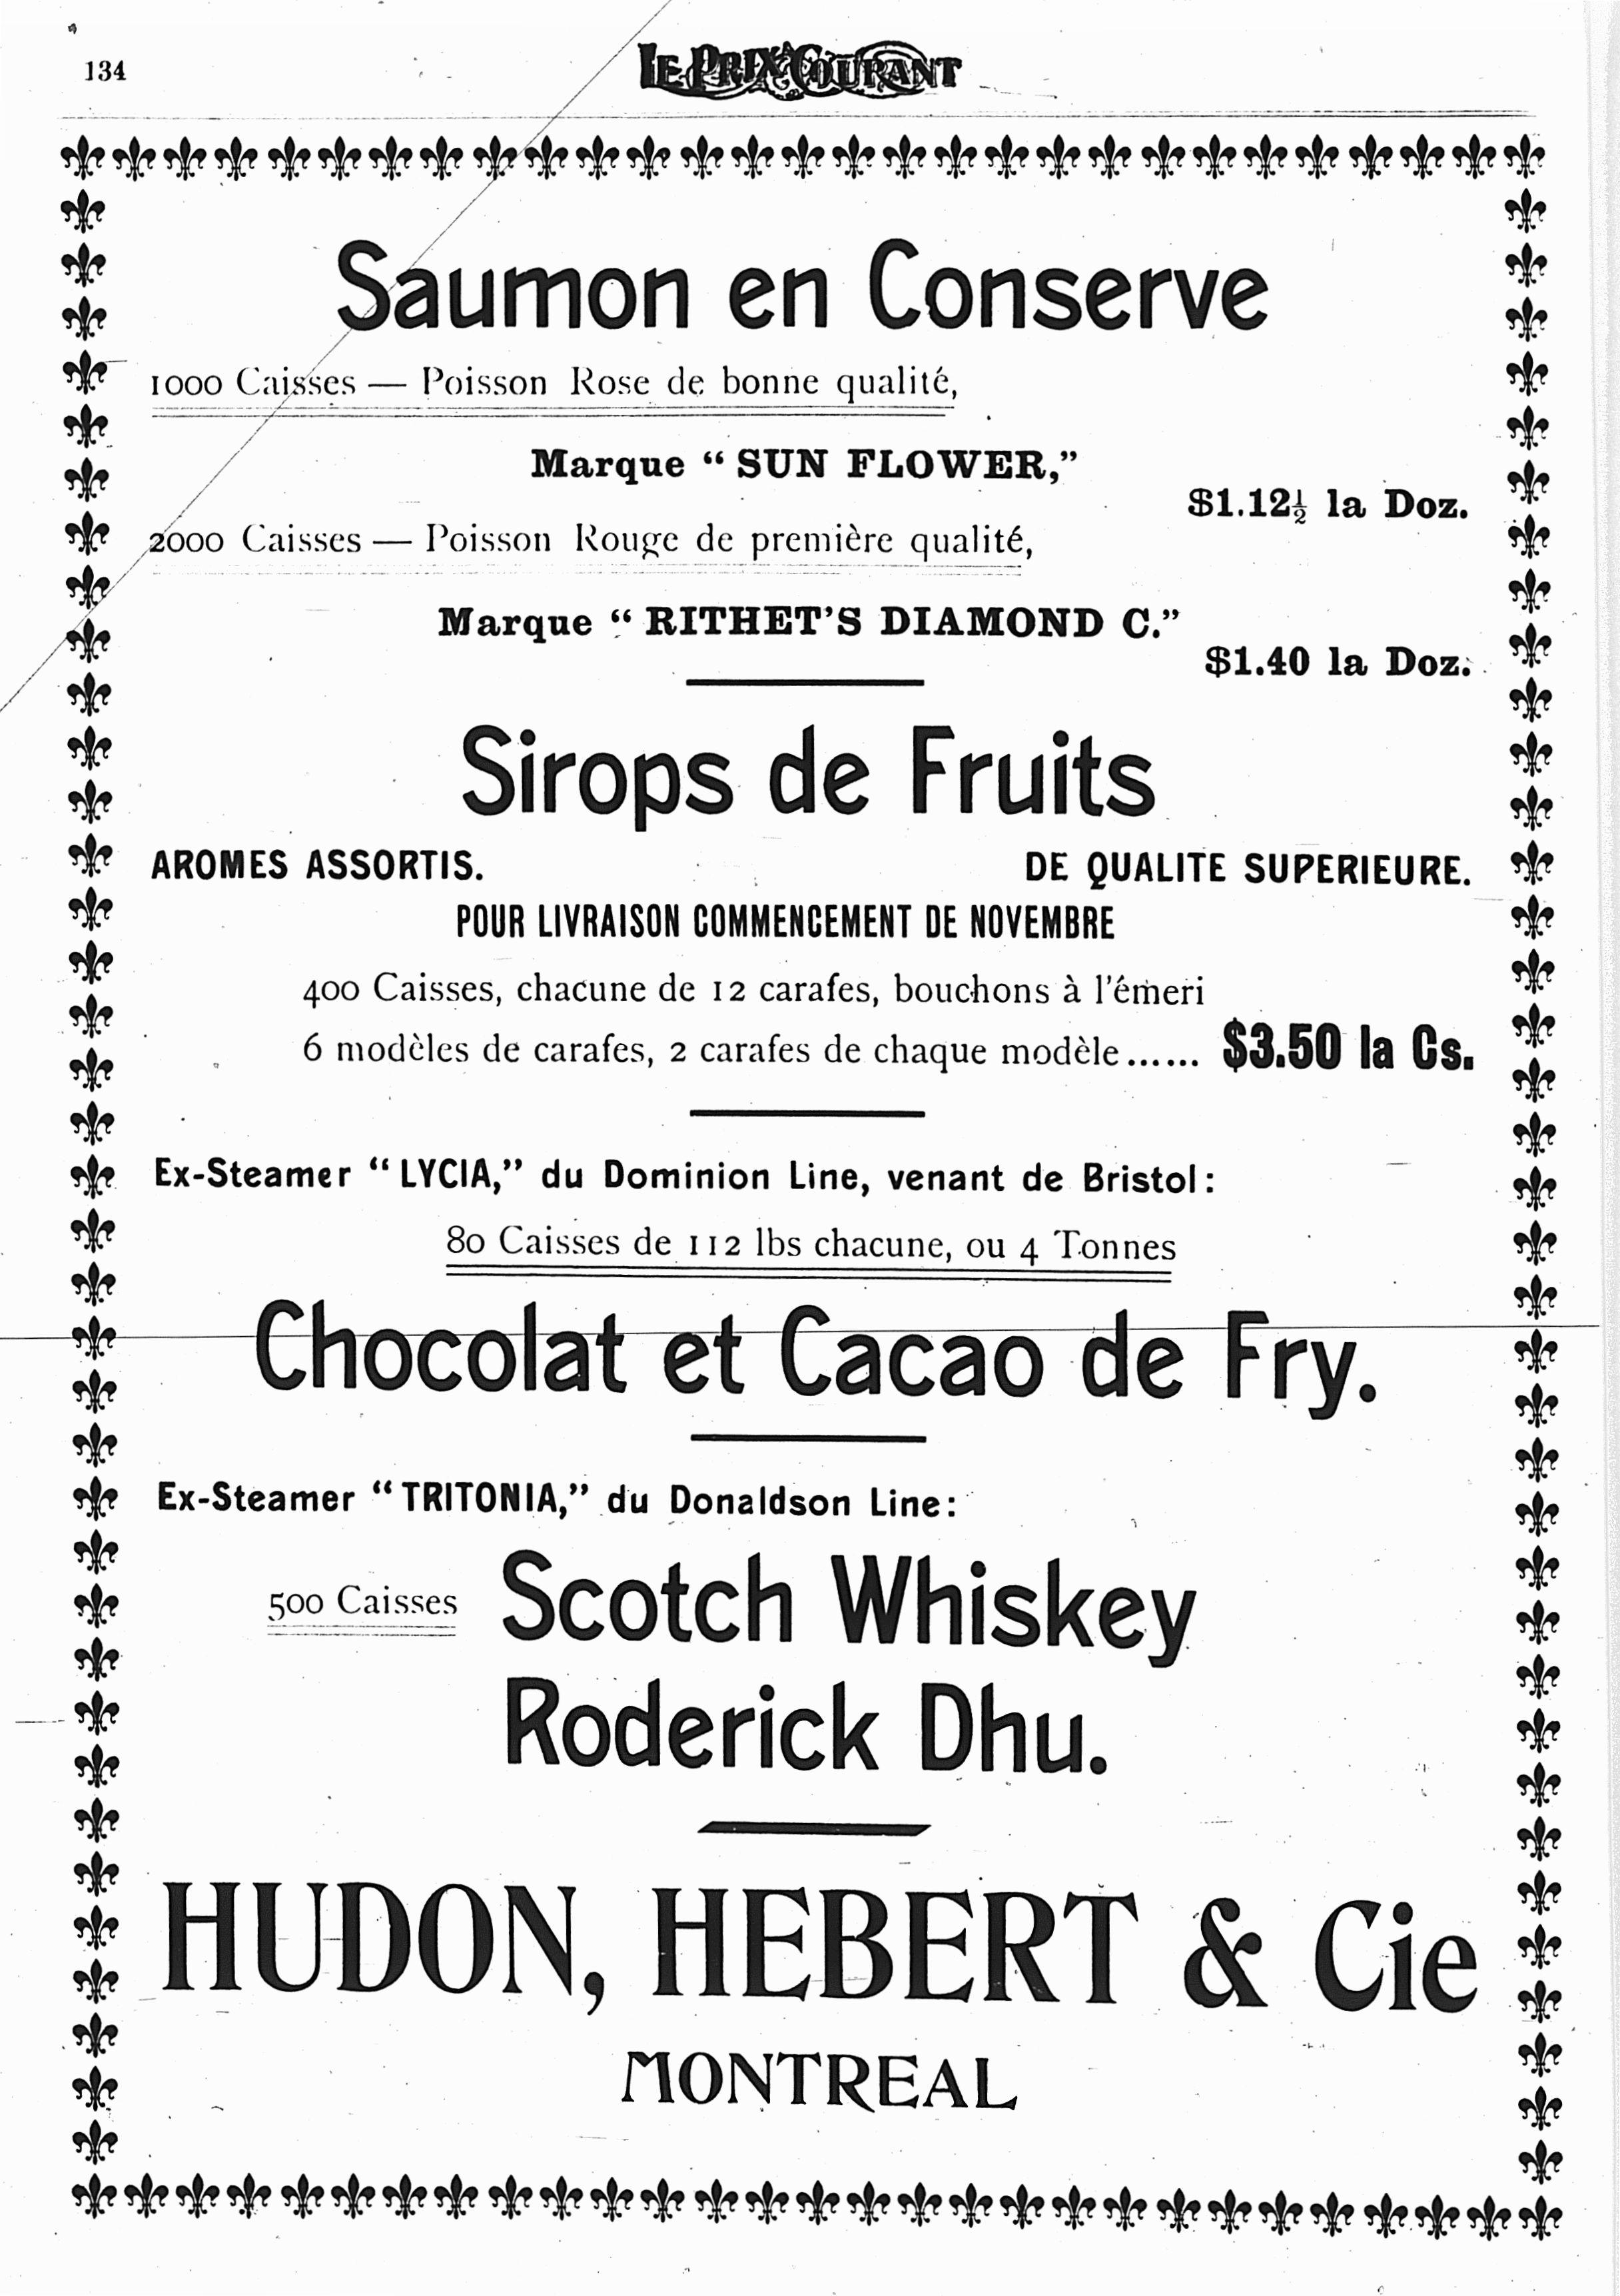 134
LE PRIX COURANT
Saumon en Conserve
1000 Caisses — Poisson Rose de bonne qualité,
Marque “ SUN FLOWER,”
$1.12½ la Doz.
2000 Caisses — Poisson Rouge de première qualité,
Marque “ RITHET’S DIAMOND C.”
$1.40 la Doz.
Sirops de Fruits
AROMES ASSORTIS. DE QUALITE SUPERIEURE.
POUR LIVRAISON COMMENCEMENT DE NOVEMBRE
400 Caisses, chacune de 12 carafes, bouchons à l'émeri
6 modèles de carafes, 2 carafes de chaque modèle...... $3.50 la Cs.
Ex-Steamer “ LYCIA,” du Dominion Line, venant de Bristol:
80 Caisses de 112 lbs chacune, ou 4 Tonnes
Chocolat et Cacao de Fry.
Ex-Steamer “ TRITONIA,” du Donaldson Line:
500 Caisses Scotch Whiskey
Roderick Dhu.
HUDON, HEBERT & Cie
MONTREAL